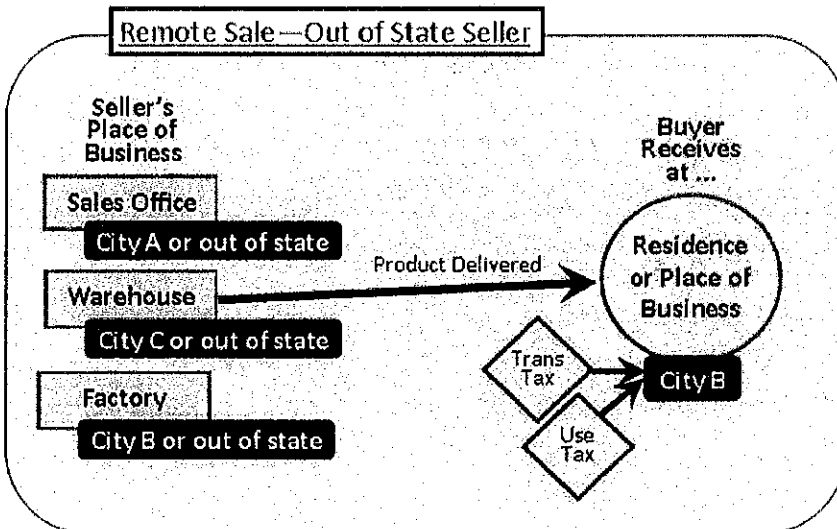 Remote Sale—Out of State Seller
Seller's
Place of
Business
Sales Office
City A or out of state
Warehouse
City C or out of state
Factory
City B or out of state
Product Delivered
Buyer
Receives
at ...
Residence
or Place of
Business
City B
Trans
Tax
Use
Tax